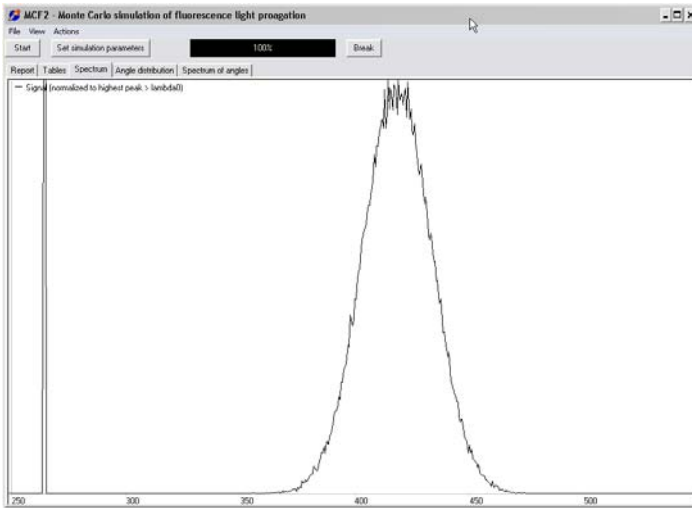 MCF2 - Monte Carlo simulation of fluorescence light proagation
File View Actions
Start Set simulation parameters 100% Break
Report Tables Spectrum Angle distribution Spectrum of angles
Signal (normalized to highest peak > lambda0)
250 300 350 400 450 500